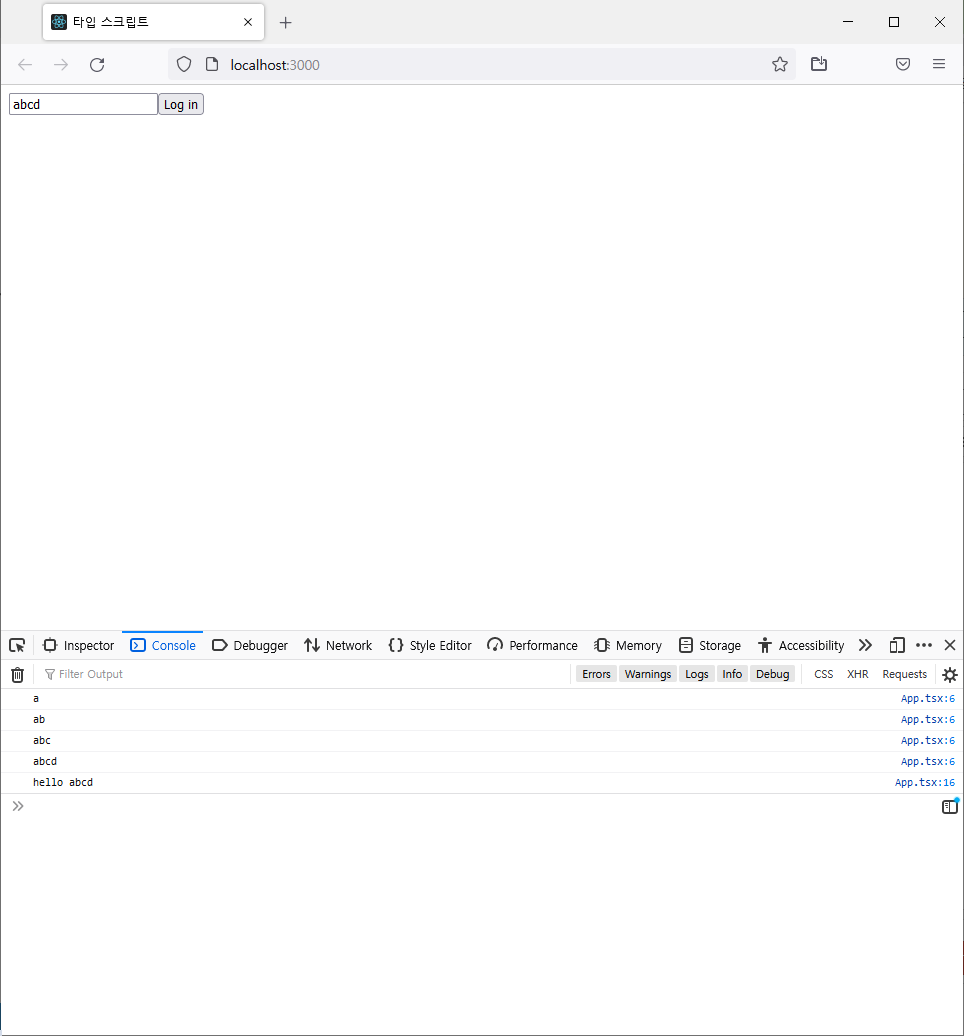 타입 스크립트
localhost:3000
abcd Log in
Inspector Console Debugger Network Style Editor Performance Memory Storage Accessibility
Filter Output Errors Warnings Logs Info Debug CSS XHR Requests
a App.tsx:6
ab App.tsx:6
abc App.tsx:6
abcd App.tsx:6
hello abcd App.tsx:16